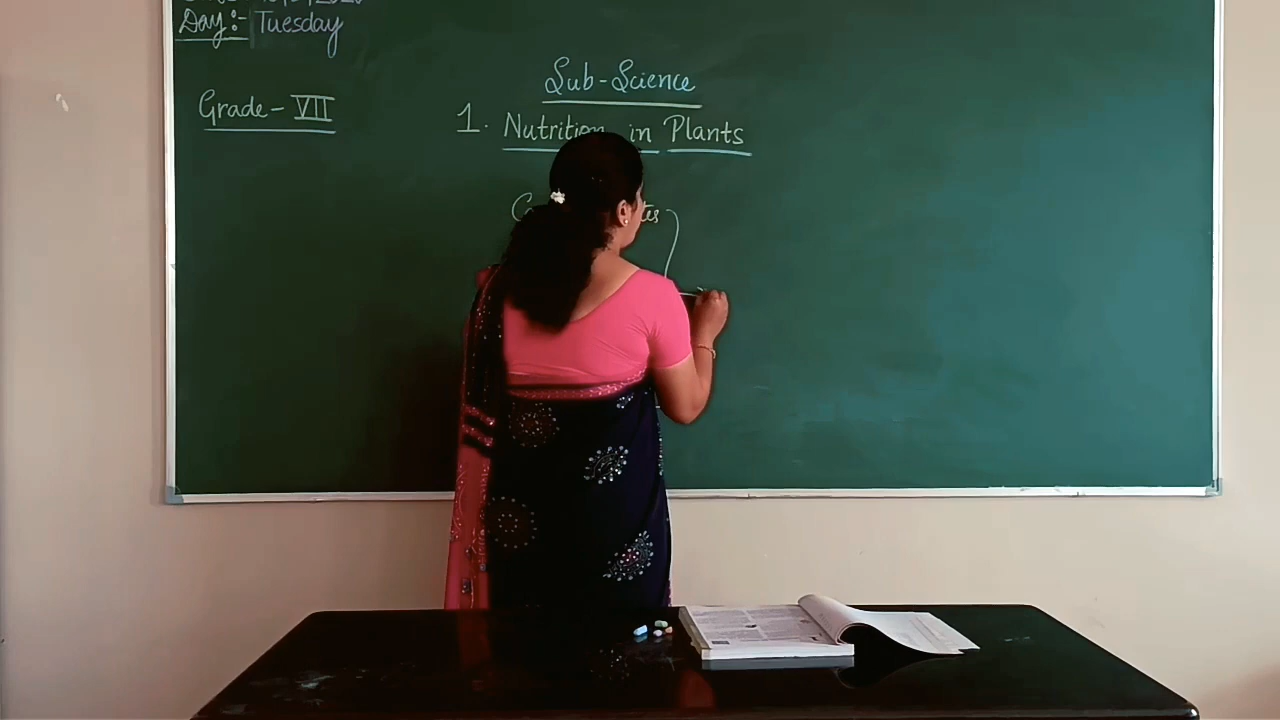 Day:- Tuesday
Grade- VII
Sub-Science
1. Nutrition in Plants